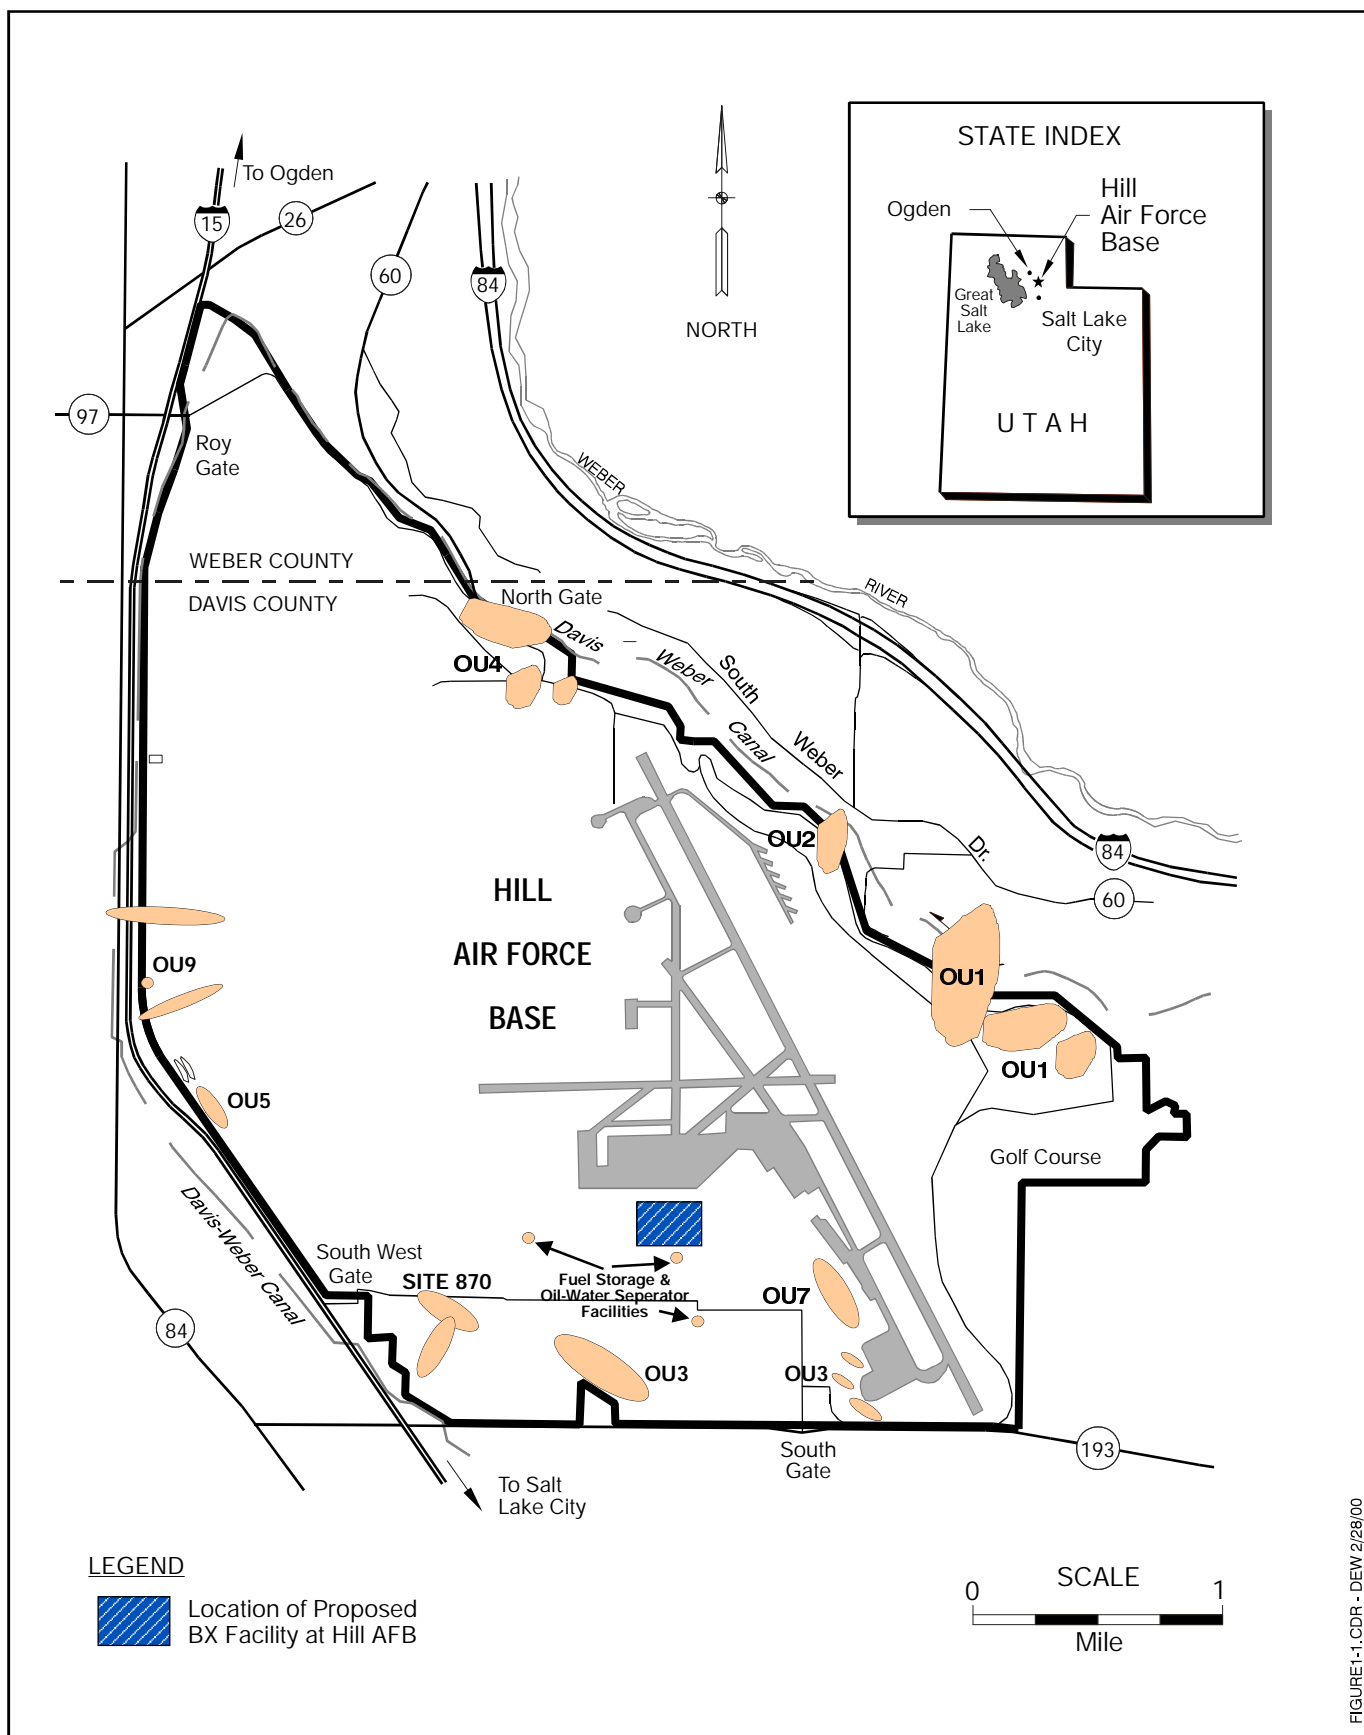 STATE INDEX
Hill
Air Force
Base
Ogden
Great
Salt
Lake
Salt Lake
City
UTAH
To Ogden
15
26
60
84
NORTH
97
Roy
Gate
WEBER
WEBER COUNTY
DAVIS COUNTY
RIVER
North Gate
Davis
Weber
Canal
South
Weber
Dr.
OU4
OU2
84
60
HILL
AIR FORCE
BASE
OU9
OU1
OU1
OU5
Golf Course
Davis-Weber Canal
South West
Gate
SITE 870
Fuel Storage &
Oil-Water Seperator
Facilities
OU7
84
OU3
OU3
South
Gate
193
To Salt
Lake City
LEGEND
Location of Proposed
BX Facility at Hill AFB
SCALE
0 1
Mile
FIGURE1-1.CDR - DEW 2/28/00